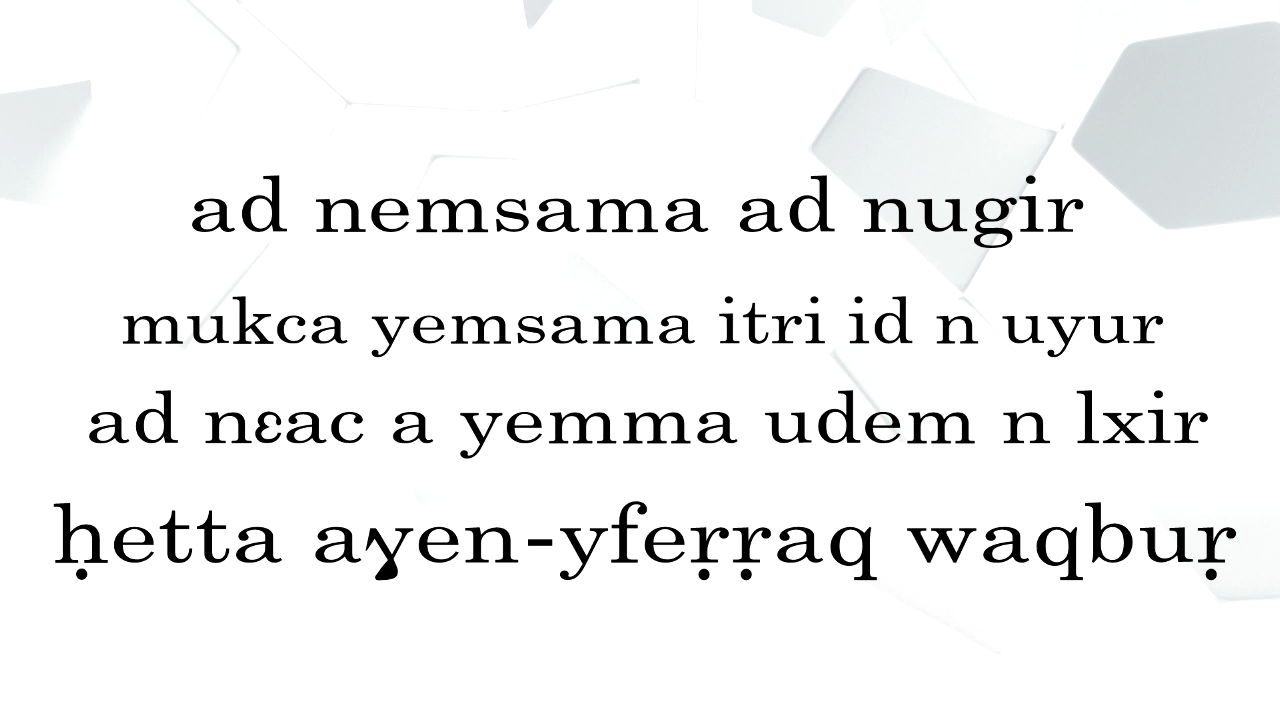 ad nemsama ad nugir
mukca yemsama itri id n uyur
ad nɛac a yemma udem n lxir
ḥetta aɣen-yfeṛṛaq waqbuṛ